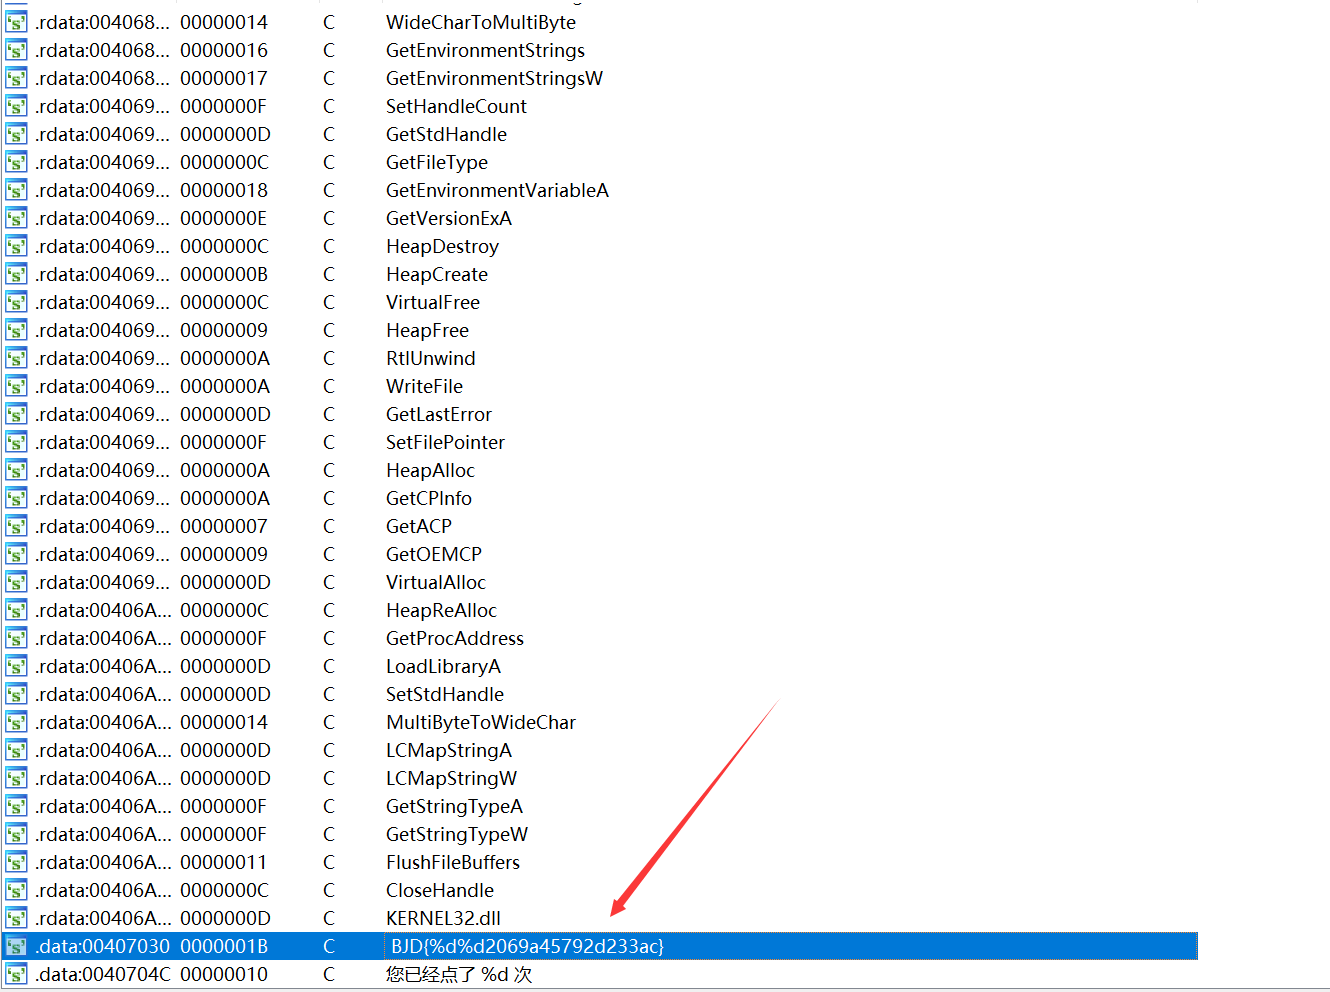 .rdata:004068... 00000014 C WideCharToMultiByte
.rdata:004068... 00000016 C GetEnvironmentStrings
.rdata:004068... 00000017 C GetEnvironmentStringsW
.rdata:004069... 0000000F C SetHandleCount
.rdata:004069... 0000000D C GetStdHandle
.rdata:004069... 0000000C C GetFileType
.rdata:004069... 00000018 C GetEnvironmentVariableA
.rdata:004069... 0000000E C GetVersionExA
.rdata:004069... 0000000C C HeapDestroy
.rdata:004069... 0000000B C HeapCreate
.rdata:004069... 0000000C C VirtualFree
.rdata:004069... 00000009 C HeapFree
.rdata:004069... 0000000A C RtlUnwind
.rdata:004069... 0000000A C WriteFile
.rdata:004069... 0000000D C GetLastError
.rdata:004069... 0000000F C SetFilePointer
.rdata:004069... 0000000A C HeapAlloc
.rdata:004069... 0000000A C GetCPInfo
.rdata:004069... 00000007 C GetACP
.rdata:004069... 00000009 C GetOEMCP
.rdata:004069... 0000000D C VirtualAlloc
.rdata:00406A... 0000000C C HeapReAlloc
.rdata:00406A... 0000000F C GetProcAddress
.rdata:00406A... 0000000D C LoadLibraryA
.rdata:00406A... 0000000D C SetStdHandle
.rdata:00406A... 00000014 C MultiByteToWideChar
.rdata:00406A... 0000000D C LCMapStringA
.rdata:00406A... 0000000D C LCMapStringW
.rdata:00406A... 0000000F C GetStringTypeA
.rdata:00406A... 0000000F C GetStringTypeW
.rdata:00406A... 00000011 C FlushFileBuffers
.rdata:00406A... 0000000C C CloseHandle
.rdata:00406A... 0000000D C KERNEL32.dll
.data:00407030 0000001B C BJD{%d%d2069a45792d233ac}
.data:0040704C 00000010 C 您已经点了 %d 次